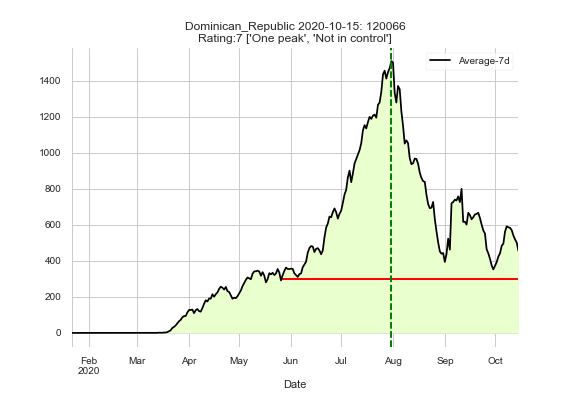 Dominican_Republic 2020-10-15: 120066
Rating:7 ['One peak', 'Not in control']
Average-7d
1400
1200
1000
800
600
400
200
0
Feb Mar Apr May Jun Jul Aug Sep Oct
2020
Date